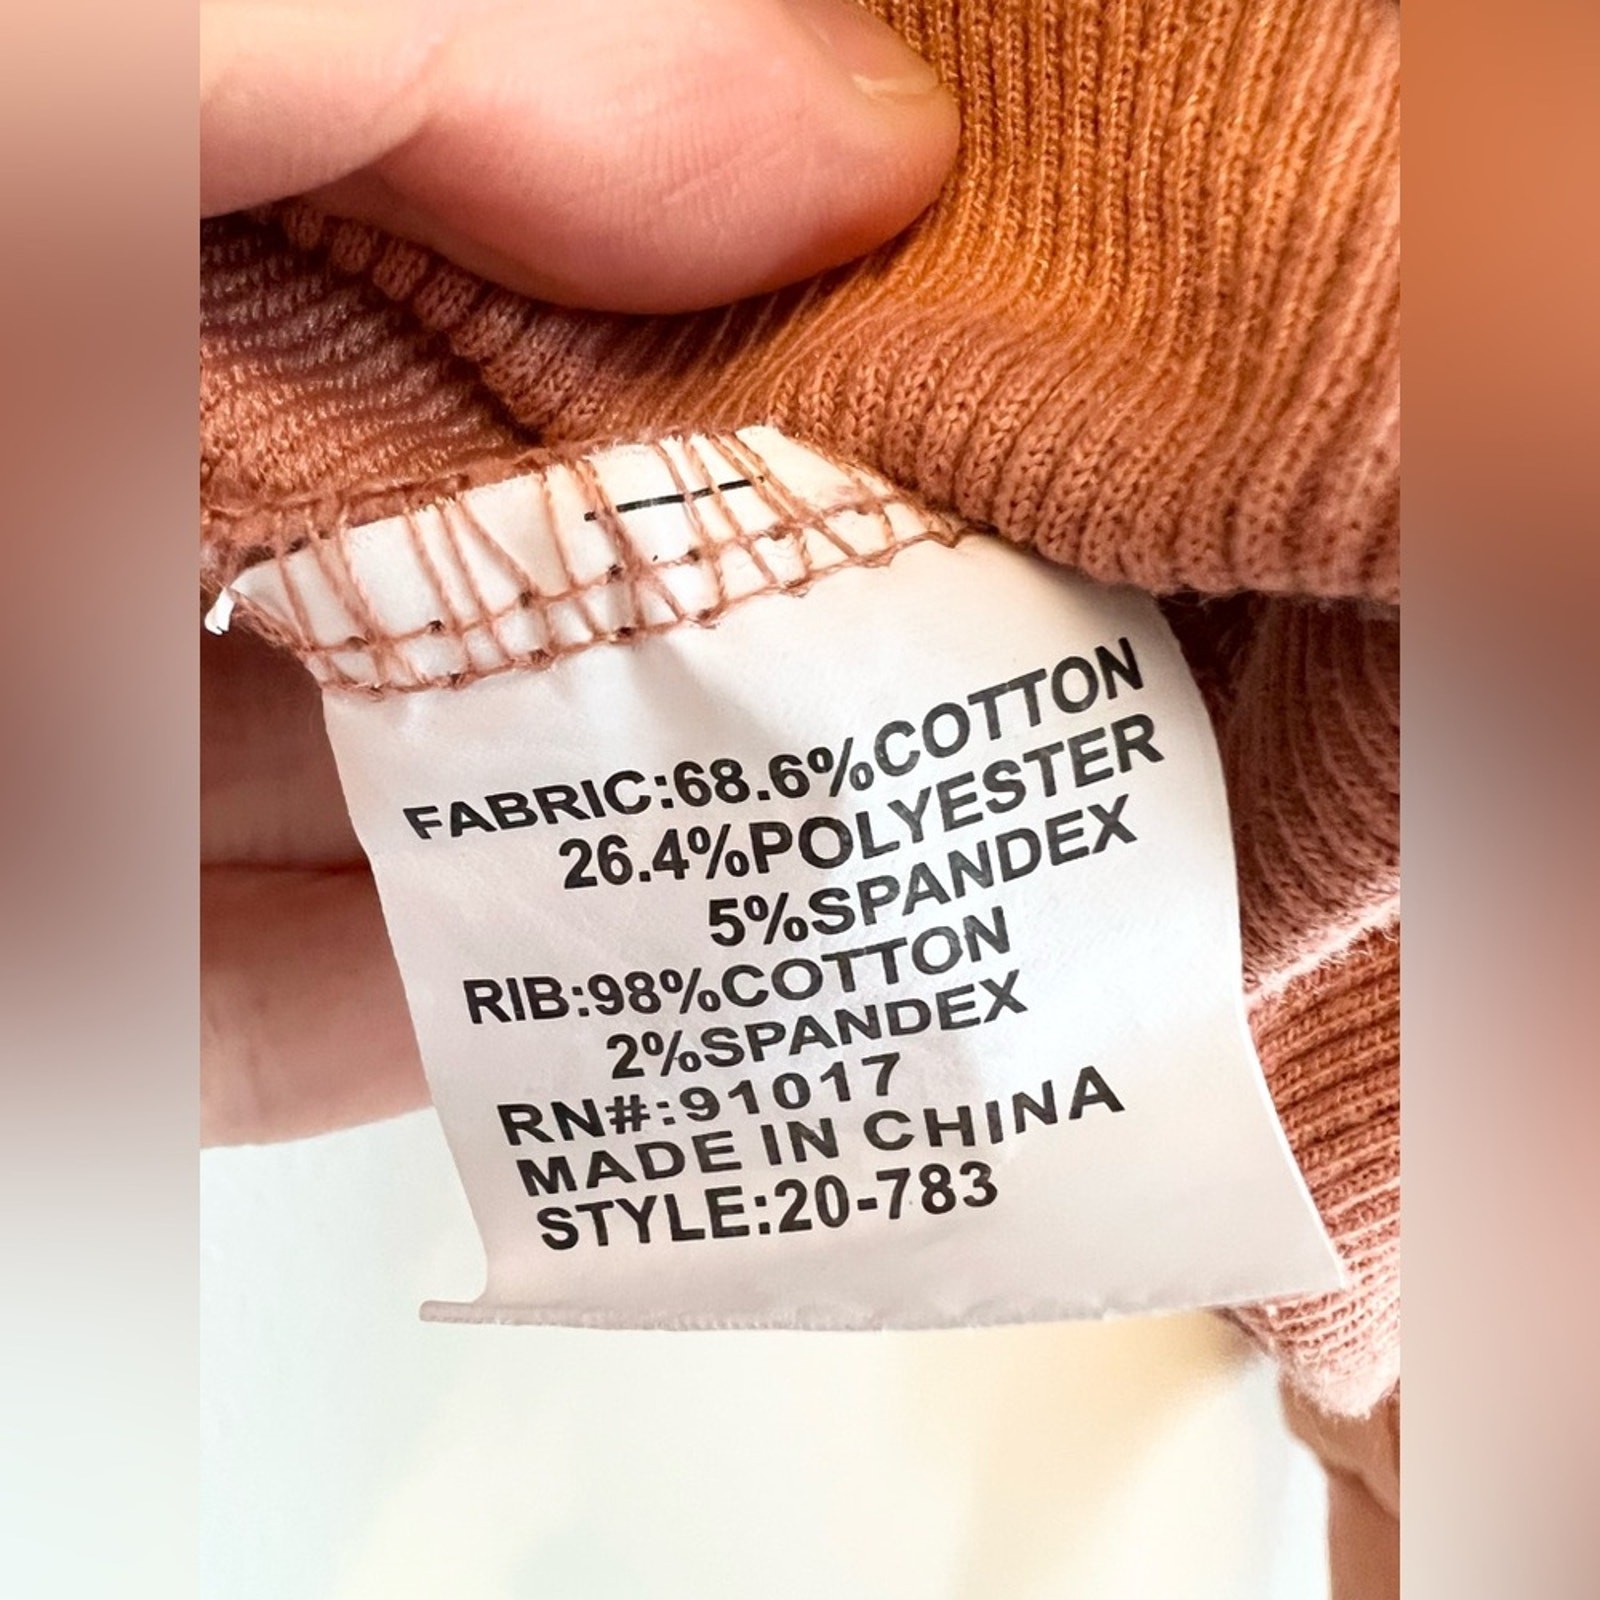 FABRIC:68.6%COTTON
26.4%POLYESTER
5%SPANDEX
RIB:98%COTTON
2%SPANDEX
RN#:91017
MADE IN CHINA
STYLE:20-783